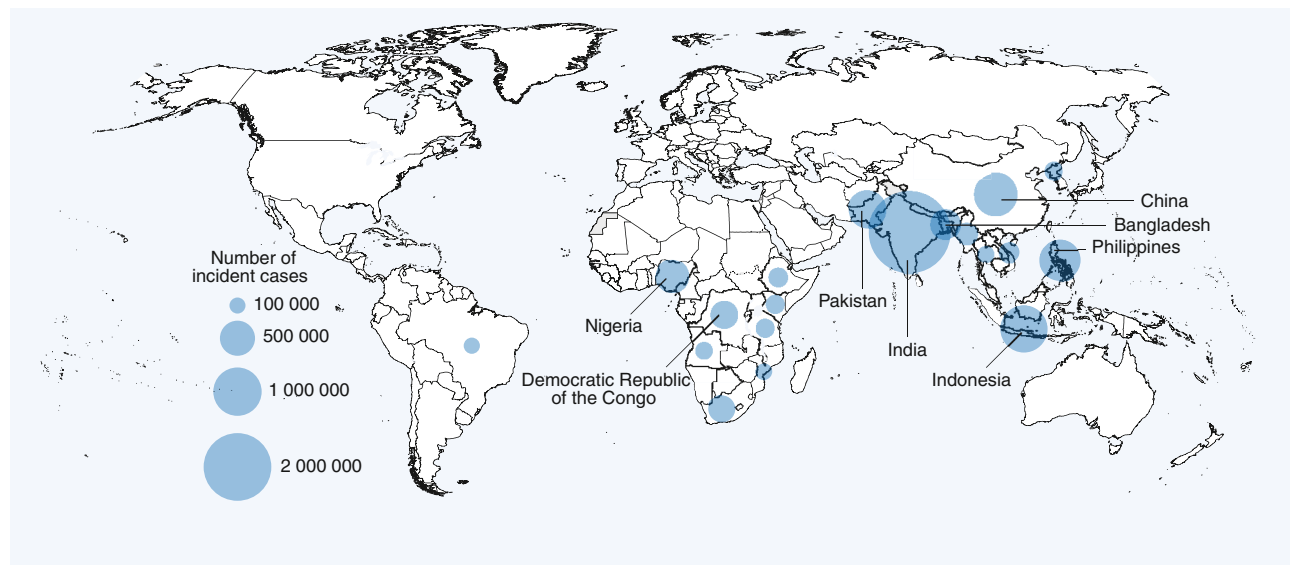 Number of
incident cases
100 000
500 000
1 000 000
2 000 000
China
Bangladesh
Philippines
Pakistan
Nigeria
India
Democratic Republic
of the Congo
Indonesia